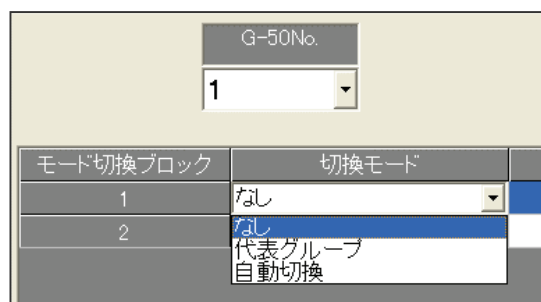 G-50No.
1
モード切換ブロック 切換モード
1 なし
2 なし
代表グループ
自動切換